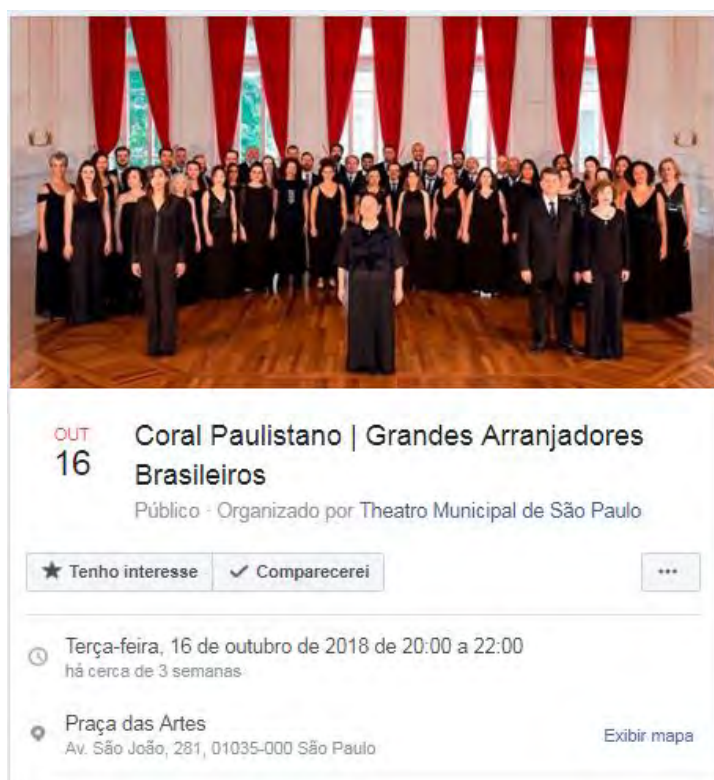 OUT
16
Coral Paulistano | Grandes Arranjadores
Brasileiros
Público · Organizado por Theatro Municipal de São Paulo
Tenho interesse
Comparecerei
...
Terça-feira, 16 de outubro de 2018 de 20:00 a 22:00
há cerca de 3 semanas
Praça das Artes
Av. São João, 281, 01035-000 São Paulo
Exibir mapa